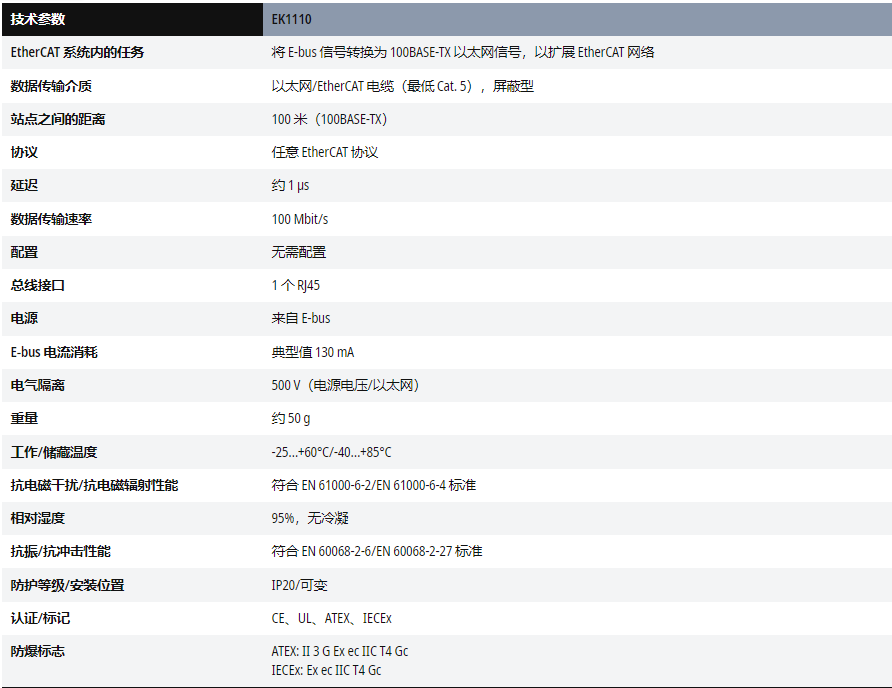 技术参数 EK1110
EtherCAT 系统内的任务 将 E-bus 信号转换为 100BASE-TX 以太网信号，以扩展 EtherCAT 网络
数据传输介质 以太网/EtherCAT 电缆（最低 Cat. 5），屏蔽型
站点之间的距离 100 米（100BASE-TX）
协议 任意 EtherCAT 协议
延迟 约 1 µs
数据传输速率 100 Mbit/s
配置 无需配置
总线接口 1 个 RJ45
电源 来自 E-bus
E-bus 电流消耗 典型值 130 mA
电气隔离 500 V（电源电压/以太网）
重量 约 50 g
工作/储藏温度 -25…+60°C/-40…+85°C
抗电磁干扰/抗电磁辐射性能 符合 EN 61000-6-2/EN 61000-6-4 标准
相对湿度 95%，无冷凝
抗振/抗冲击性能 符合 EN 60068-2-6/EN 60068-2-27 标准
防护等级/安装位置 IP20/可变
认证/标记 CE、UL、ATEX、IECEx
防爆标志 ATEX: II 3 G Ex ec IIC T4 Gc
IECEx: Ex ec IIC T4 Gc